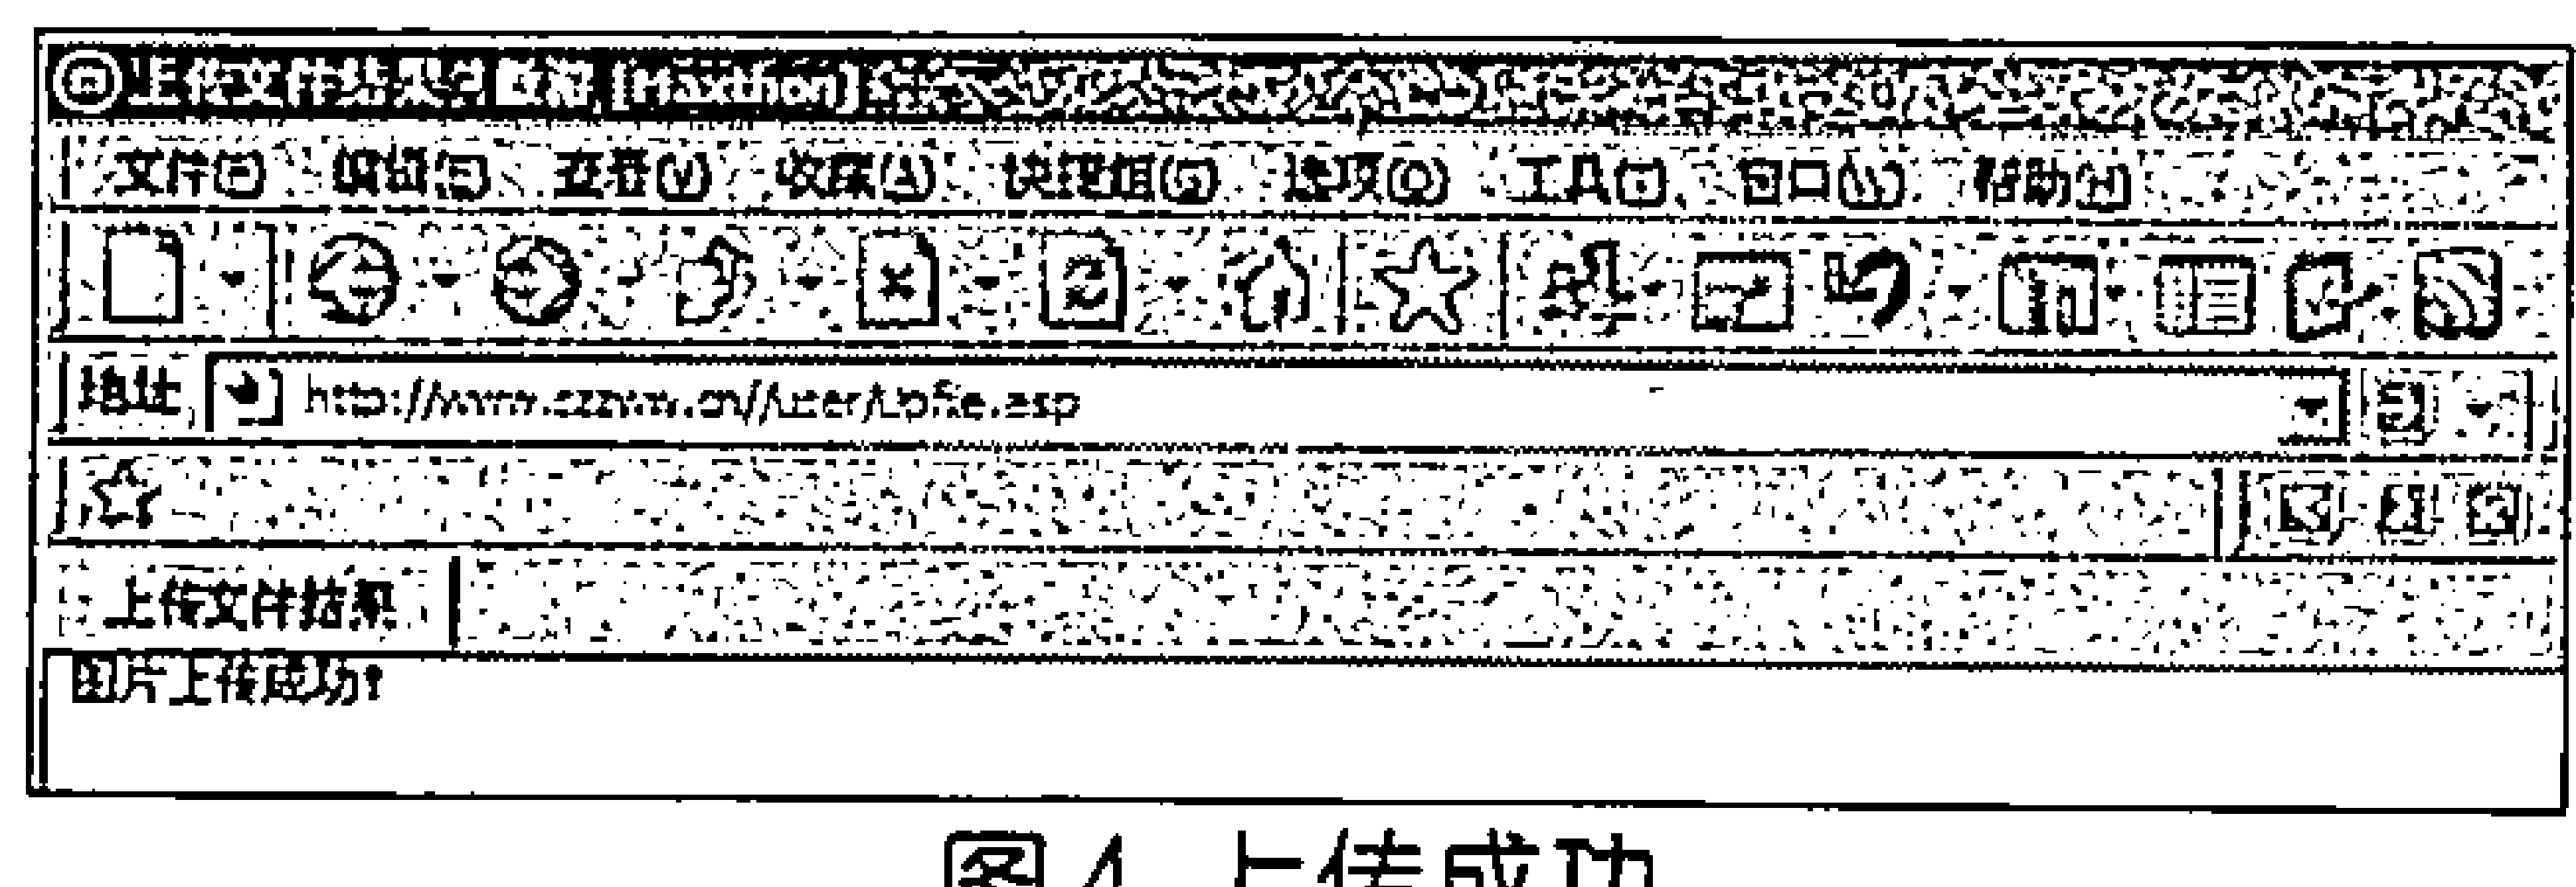 上传文件结果 [Maxthon]
文件(F) 编辑(E) 查看(V) 收藏(A) 快捷组(G) 选项(O) 工具(T) 窗口(W) 帮助(H)
地址
上传文件结果
图片上传成功!
图4 上传成功